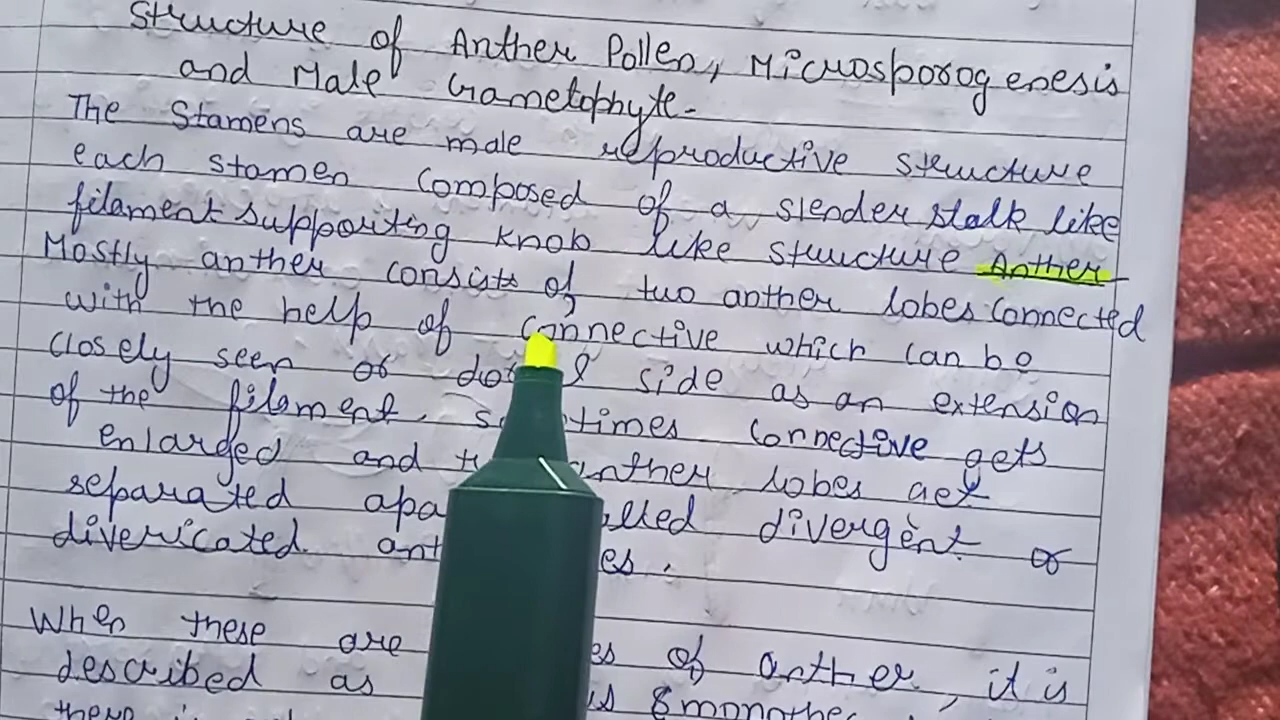 Structure of Anther Pollen, Microsporogenesis
and Male Gametophyte-
The Stamens are male reproductive structure
each stamen composed of a slender stalk like
filament supporting knob like structure Anther
Mostly anther consists of two anther lobes connected
with the help of connective which can be
closely seen of side as an extension
of the filament, connective gets
enlarged and anther lobes get
separated divergent or
divericated.
When these are of anther, it is
described as